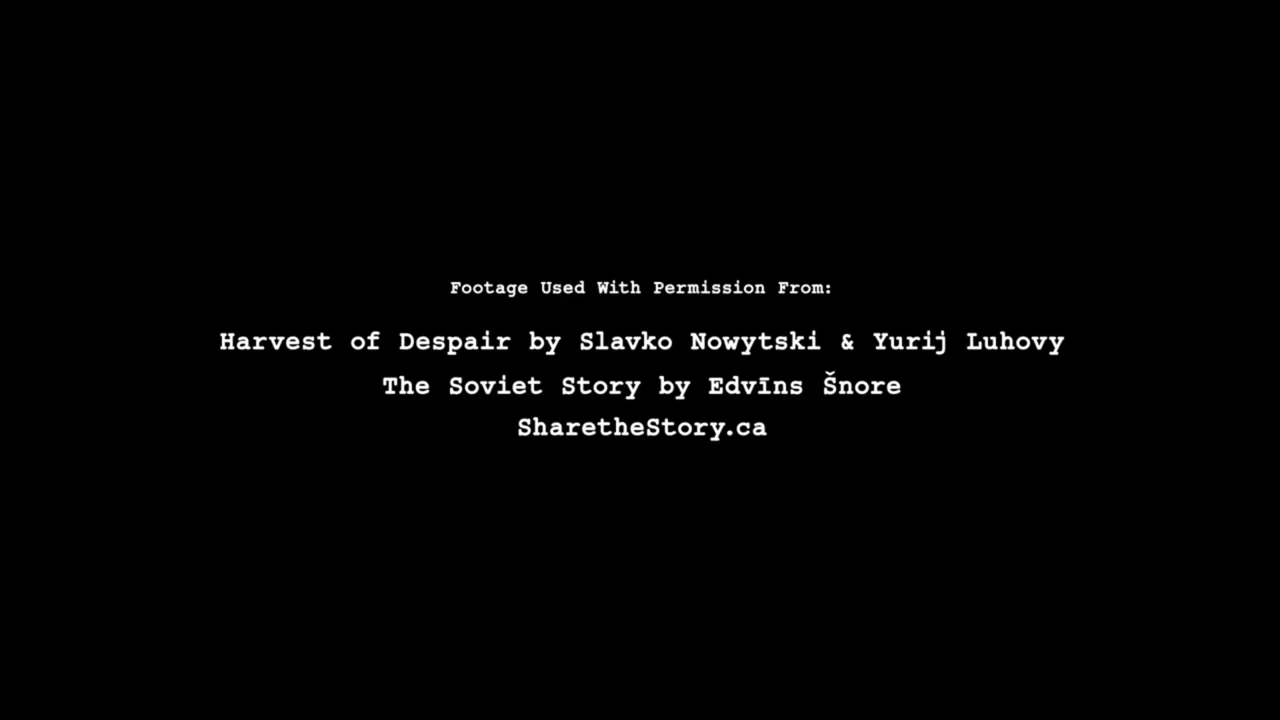 Footage Used With Permission From:
Harvest of Despair by Slavko Nowytski & Yurij Luhovy
The Soviet Story by Edvīns Šnore
SharetheStory.ca